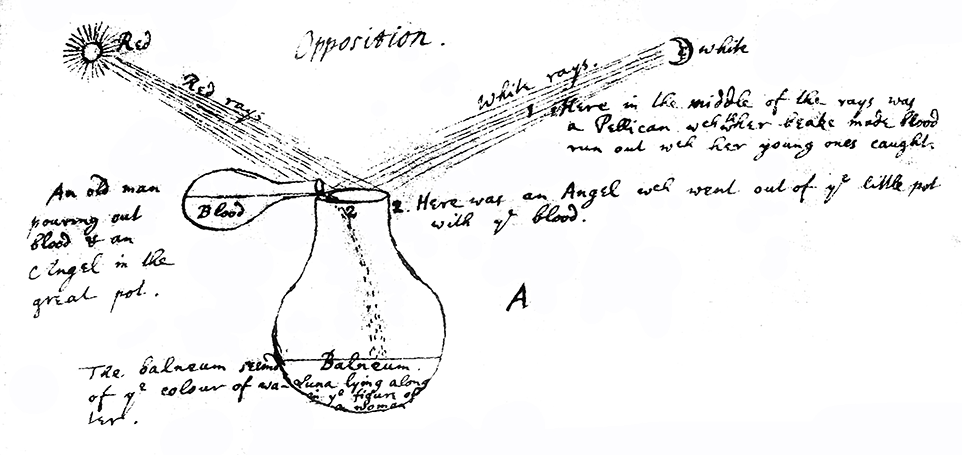 Opposition.
Red
White
Red rays
White rays.
1. Here in the middle of the rays was
a Pellican wch wth her beake made blood
run out wch her young ones caught.
An old man
pouring out
blood & an
Angel in the
great pot.
Blood
2
2. Here was an Angel wch went out of ye little pot
with ye blood.
A
The balneum seems
of ye colour of wa-
ter.
Balneum
Luna lying along
in ye figure of
a woman